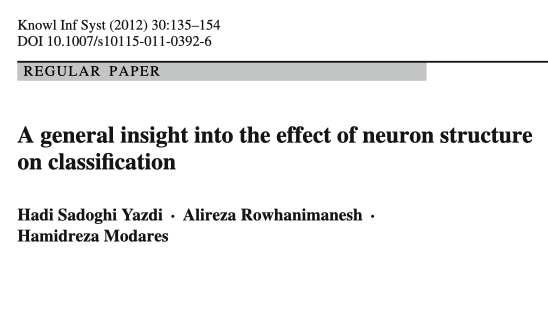 Knowl Inf Syst (2012) 30:135–154
DOI 10.1007/s10115-011-0392-6
REGULAR PAPER
A general insight into the effect of neuron structure
on classification
Hadi Sadoghi Yazdi · Alireza Rowhanimanesh ·
Hamidreza Modares